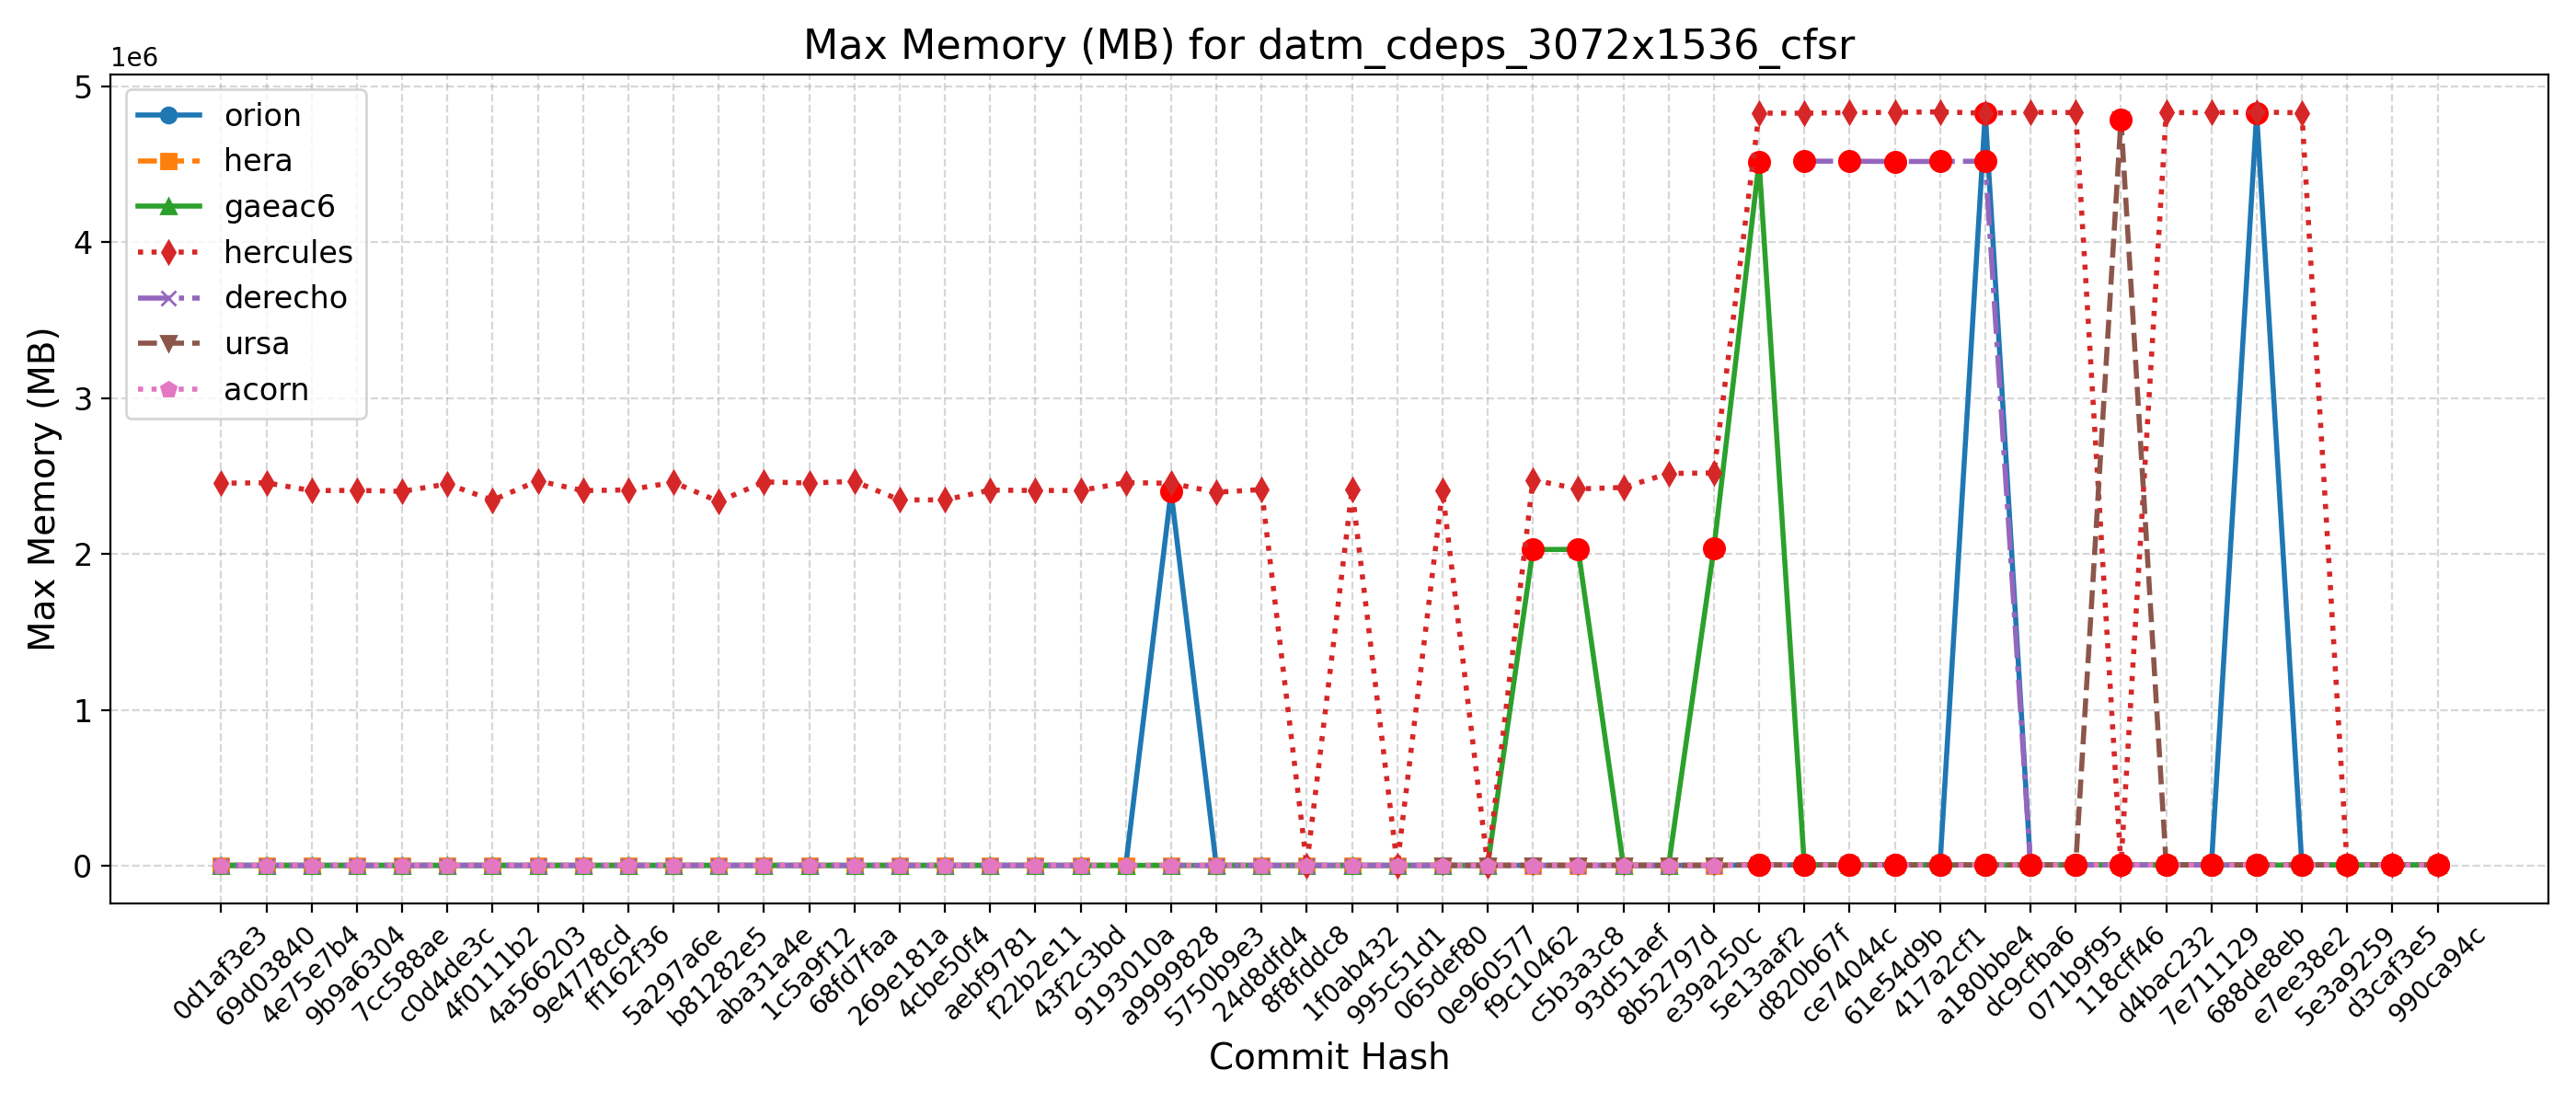 Max Memory (MB) for datm_cdeps_3072x1536_cfsr
1e6
5
4
3
2
1
0
Max Memory (MB)
orion
hera
gaeac6
hercules
derecho
ursa
acorn
0d1af3e3
69d03840
4e75e7b4
9b9a6304
7cc588ae
c0d4de3c
4f0111b2
4a566203
9e4778cd
ff162f36
5a297a6e
b81282e5
aba31a4e
1c5a9f12
68fd7faa
269e181a
4cbe50f4
aebf9781
f22b2e11
43f2c3bd
9193010a
a9999828
5750b9e3
24d8dfd4
8f8fddc8
1f0ab432
995c51d1
065def80
0e960577
f9c10462
c5b3a3c8
93d51aef
8b52797d
e39a250c
5e13aaf2
d820b67f
ce74044c
61e54d9b
417a2cf1
a180bbe4
dc9cfba6
071b9f95
118cff46
d4bac232
7e711129
688de8eb
e7ee38e2
5e3a9259
d3caf3e5
990ca94c
Commit Hash